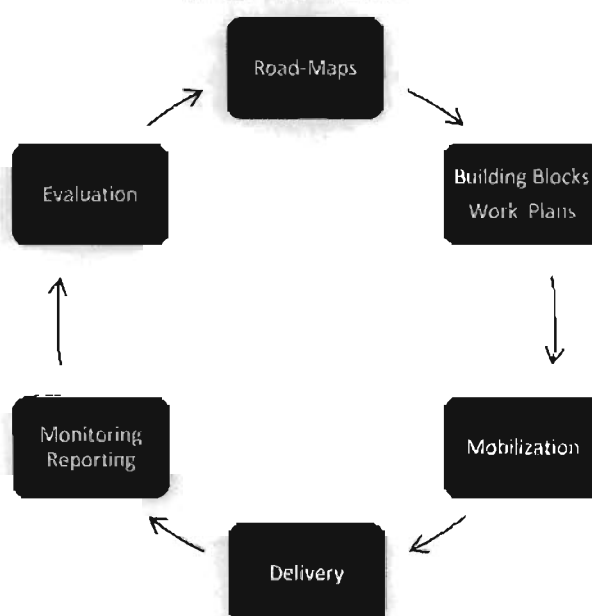 Road-Maps
Building Blocks
Work Plans
Mobilization
Delivery
Monitoring
Reporting
Evaluation